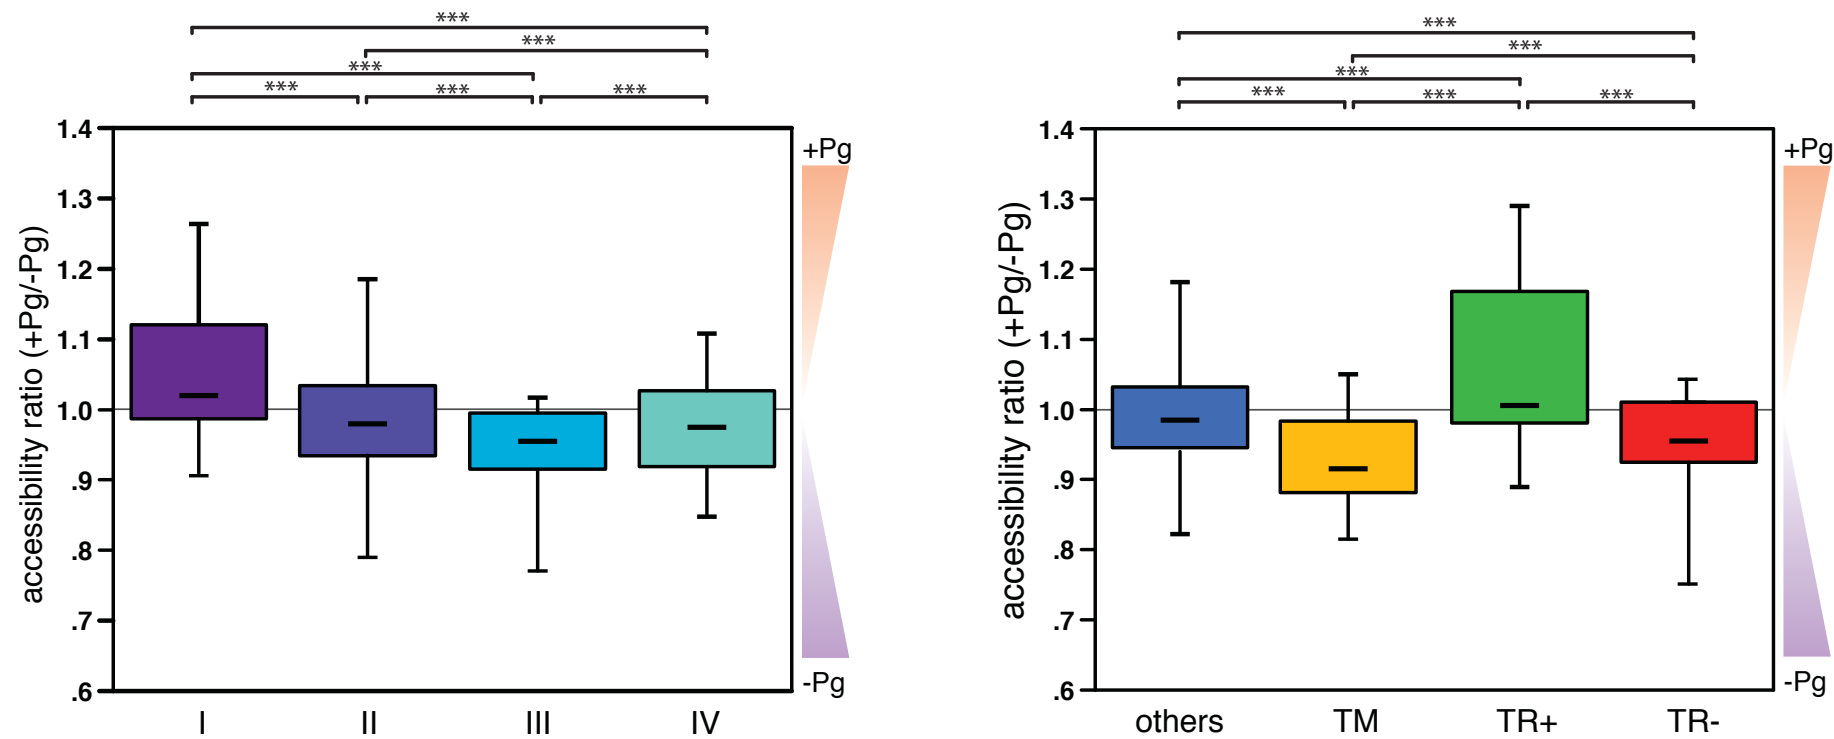 ***
***
***
*** *** ***
1.4
1.3
1.2
1.1
1.0
.9
.8
.7
.6
accessibility ratio (+Pg/-Pg)
I II III IV
+Pg
-Pg
***
***
***
*** *** ***
1.4
1.3
1.2
1.1
1.0
.9
.8
.7
.6
accessibility ratio (+Pg/-Pg)
others TM TR+ TR-
+Pg
-Pg